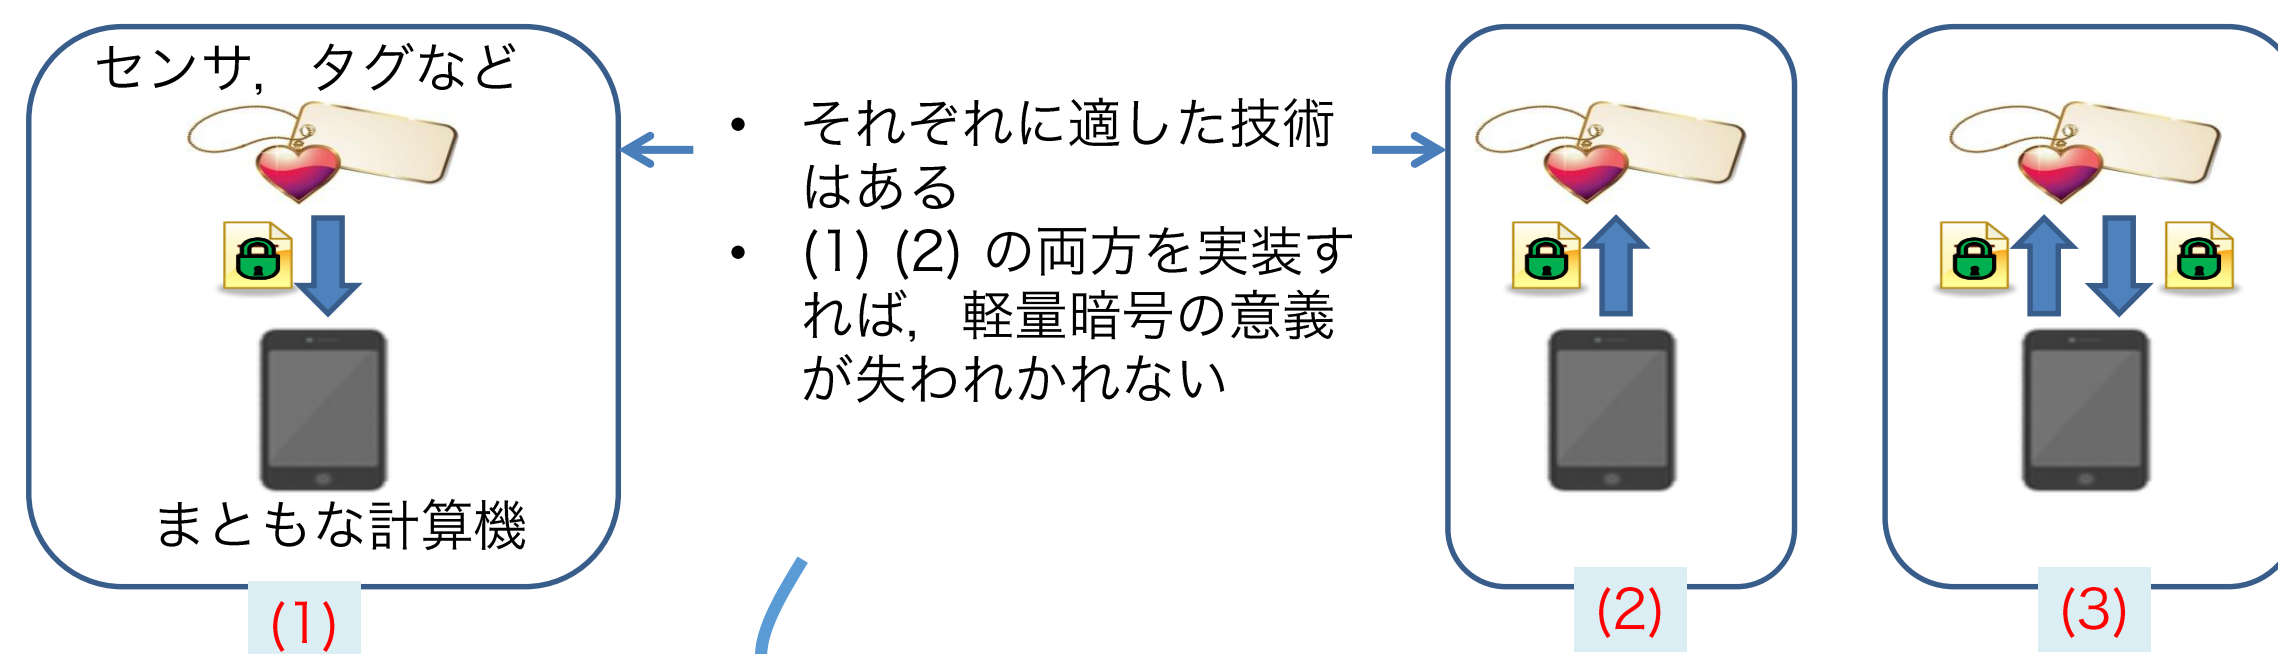 センサ，タグなど
まともな計算機
(1)
• それぞれに適した技術
はある
• (1) (2) の両方を実装す
れば，軽量暗号の意義
が失われかれない
(2)
(3)